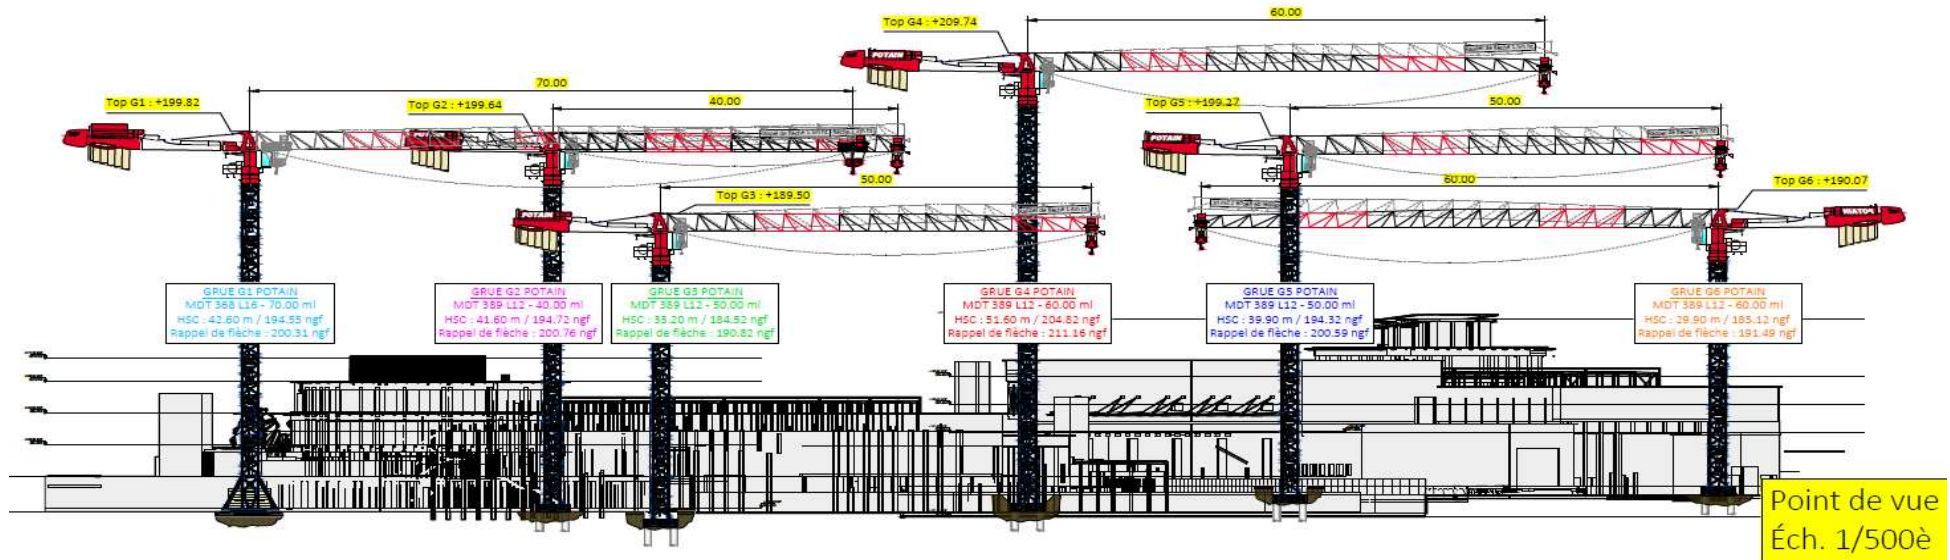 60.00
Top G4 : +209.74
POTAIN
70.00
Top G1 : +199.82
Top G2 : +199.64
40.00
Top G5 : +199.27
50.00
POTAIN
50.00
Top G3 : +189.50
60.00
Top G6 : +190.07
POTAIN
GRUE G1 POTAIN
MDT 368 L16 - 70.00 ml
HSC : 42.60 m / 194.55 ngf
Rappel de flèche : 200.31 ngf
GRUE G2 POTAIN
MDT 389 L12 - 40.00 ml
HSC : 41.60 m / 194.72 ngf
Rappel de flèche : 200.76 ngf
GRUE G3 POTAIN
MDT 389 L12 - 50.00 ml
HSC : 33.20 m / 184.52 ngf
Rappel de flèche : 190.82 ngf
GRUE G4 POTAIN
MDT 389 L12 - 60.00 ml
HSC : 51.60 m / 204.82 ngf
Rappel de flèche : 211.16 ngf
GRUE G5 POTAIN
MDT 389 L12 - 50.00 ml
HSC : 39.90 m / 194.32 ngf
Rappel de flèche : 200.59 ngf
GRUE G6 POTAIN
MDT 389 L12 - 60.00 ml
HSC : 29.90 m / 185.12 ngf
Rappel de flèche : 191.49 ngf
Point de vue
Éch. 1/500è